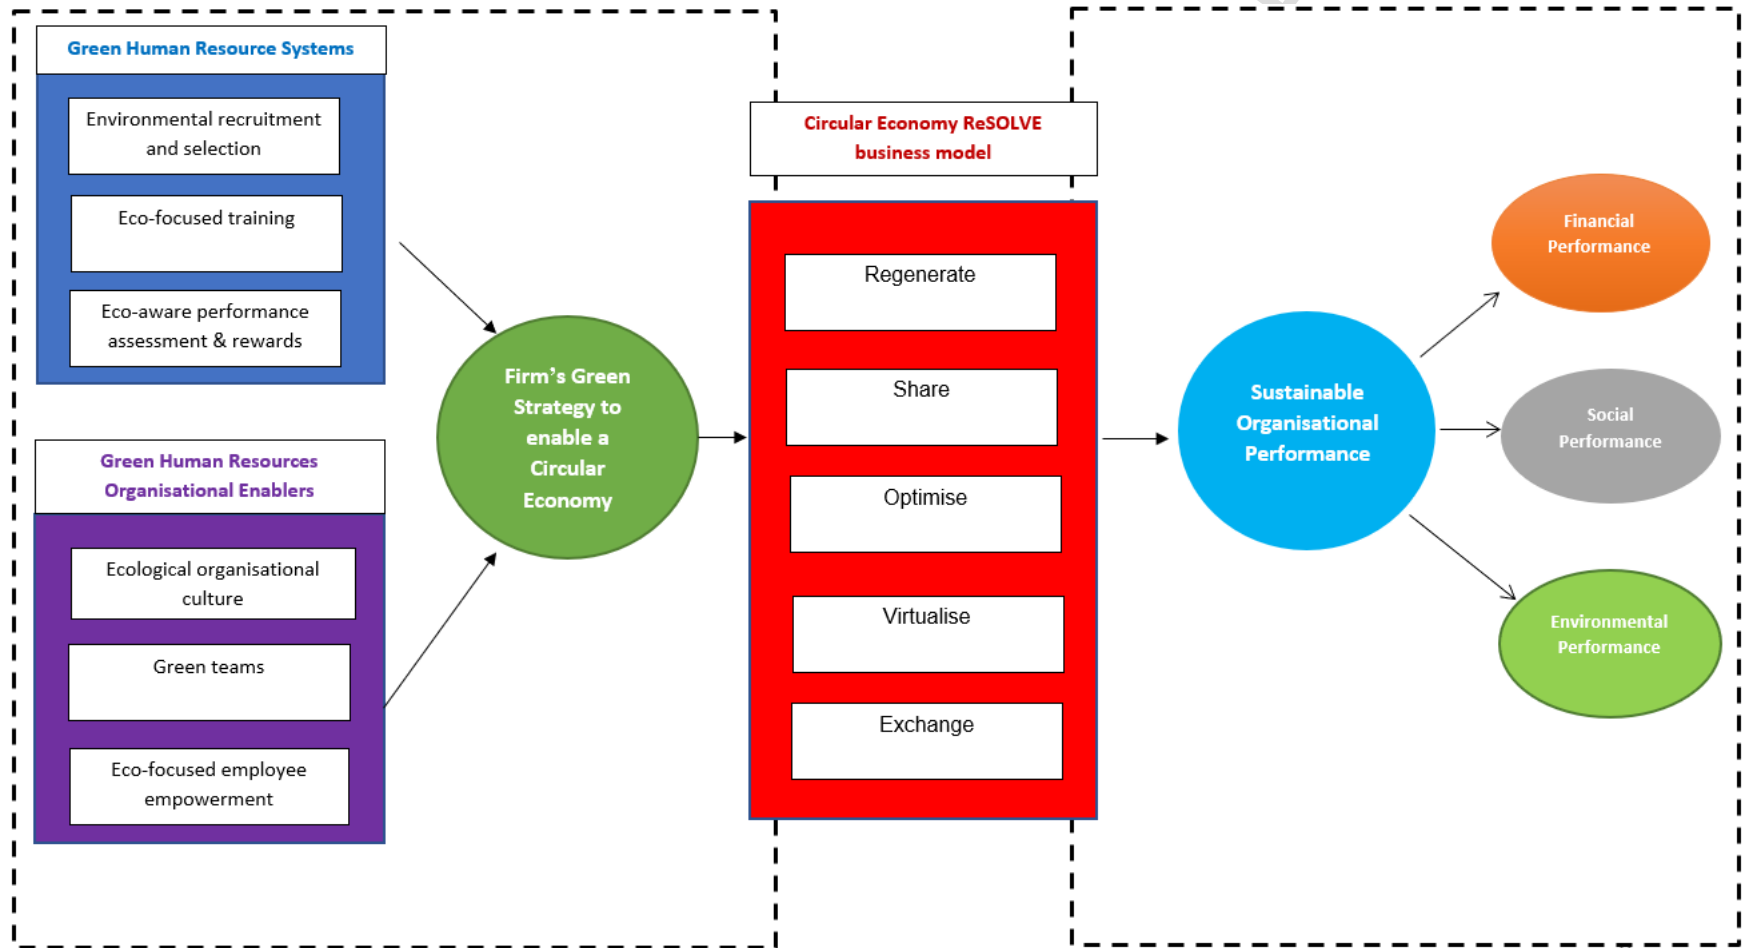 Green Human Resource Systems
Environmental recruitment
and selection
Eco-focused training
Eco-aware performance
assessment & rewards
Green Human Resources
Organisational Enablers
Ecological organisational
culture
Green teams
Eco-focused employee
empowerment
Firm’s Green
Strategy to
enable a
Circular
Economy
Circular Economy ReSOLVE
business model
Regenerate
Share
Optimise
Virtualise
Exchange
Sustainable
Organisational
Performance
Financial
Performance
Social
Performance
Environmental
Performance